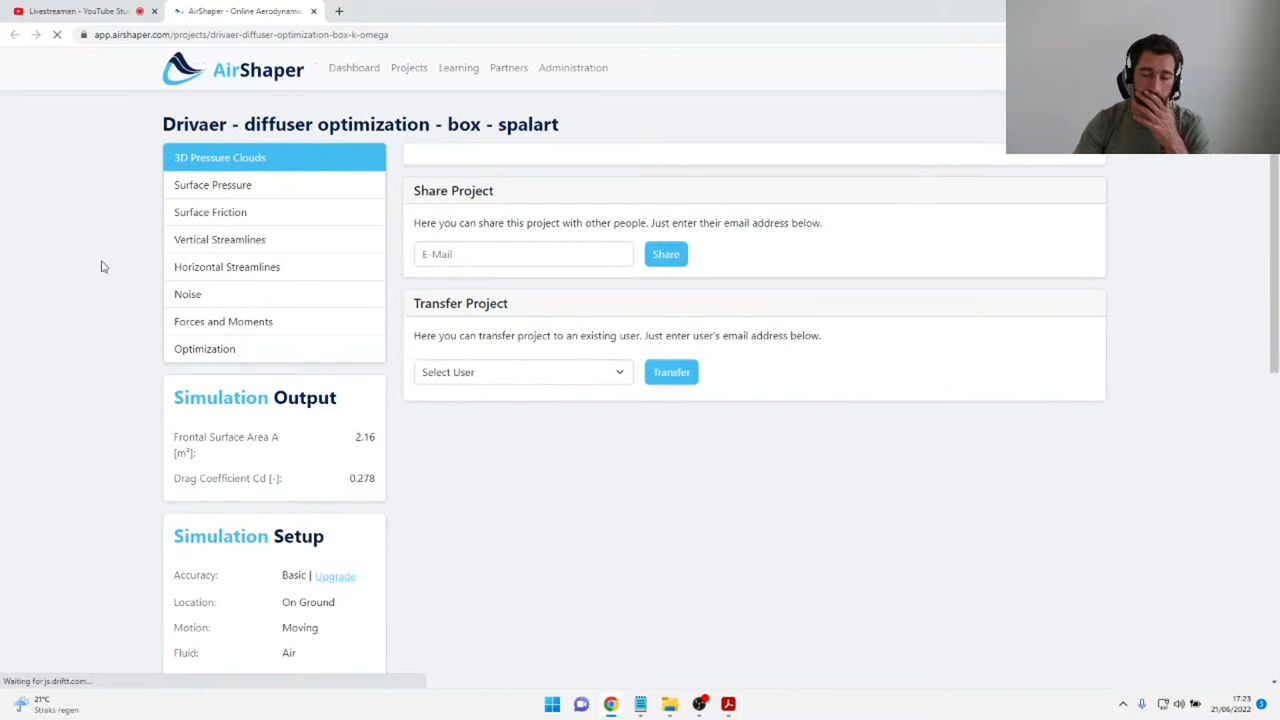 Livestreamen - YouTube Stu
AirShaper - Online Aerodynamic
app.airshaper.com/projects/drivaer-diffuser-optimization-box-k-omega
AirShaper
Dashboard
Projects
Learning
Partners
Administration
Drivaer - diffuser optimization - box - spalart
3D Pressure Clouds
Surface Pressure
Surface Friction
Vertical Streamlines
Horizontal Streamlines
Noise
Forces and Moments
Optimization
Share Project
Here you can share this project with other people. Just enter their email address below.
E-Mail
Share
Transfer Project
Here you can transfer project to an existing user. Just enter user's email address below.
Select User
Transfer
Simulation Output
Frontal Surface Area A 2.16
[m²]:
Drag Coefficient Cd [-]: 0.278
Simulation Setup
Accuracy: Basic | Upgrade
Location: On Ground
Motion: Moving
Fluid: Air
Waiting for js.driftt.com...
21°C
Straks regen
17:23
21/06/2022
3